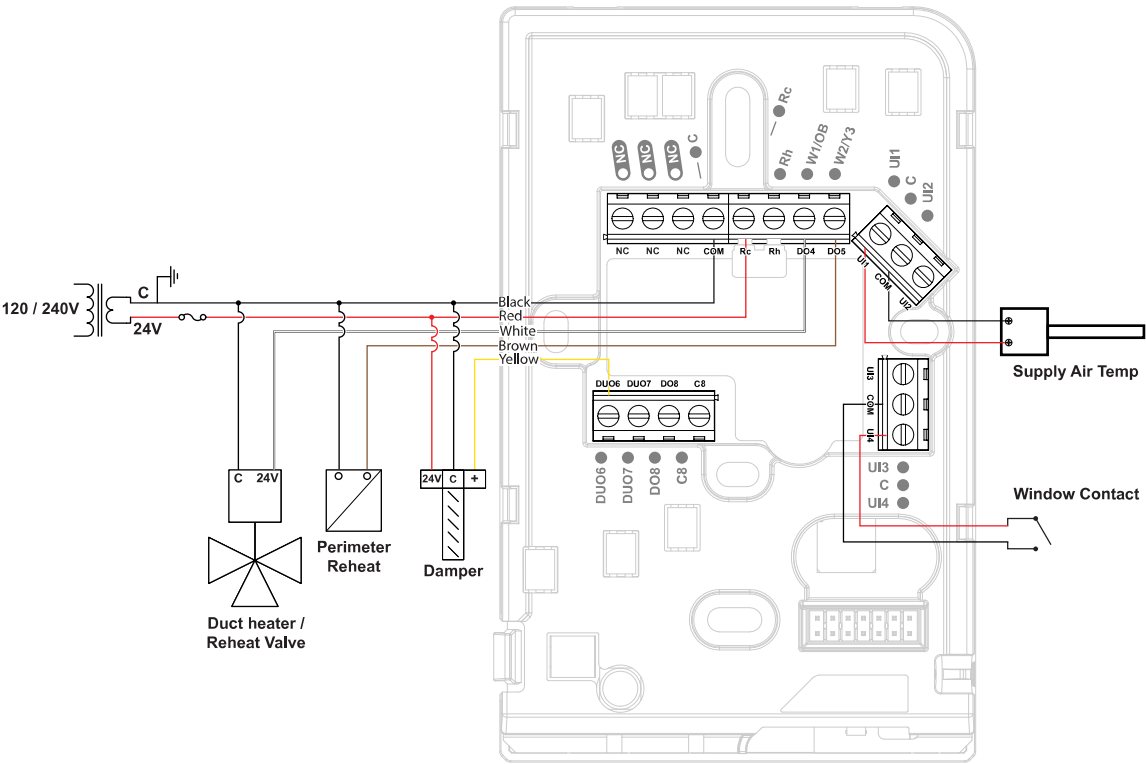 Rc
NC NC NC C
Rh W1/OB W2/Y3
UI1 C UI2
NC NC NC COM Rc Rh DO4 DO5
UI1 COM UI2
120 / 240V
C
24V
Black
Red
White
Brown
Yellow
Supply Air Temp
DUO6 DUO7 DO8 C8
UI3 COM UI4
DUO6 DUO7 DO8 C8
UI3
C
UI4
C 24V
24V C +
Window Contact
Perimeter
Reheat
Damper
Duct heater /
Reheat Valve